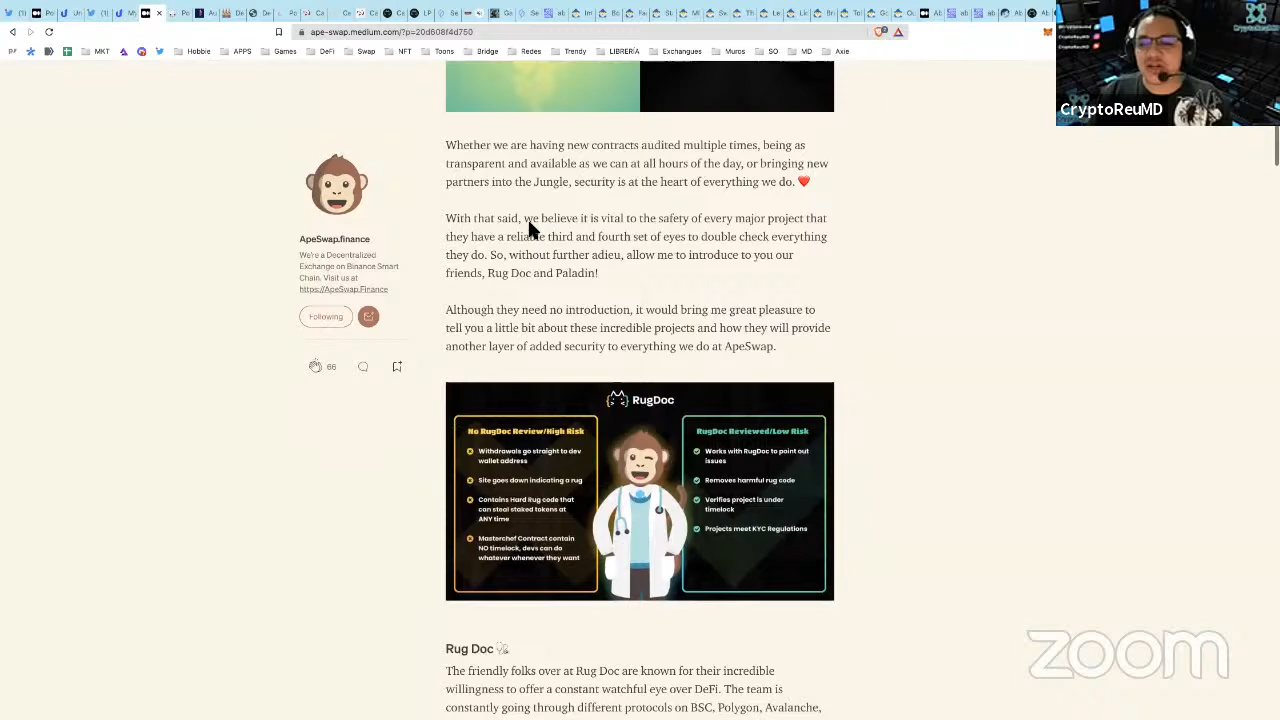 ape-swap.medium.com/?p=20d608f4d750
MKT
Hobbie
APPS
Games
DeFi
Swap
NFT
Toons
Bridge
Redes
Trendy
LIBRERÍA
Exchangues
Muros
SO
MD
Axie
CryptoReuMD
Whether we are having new contracts audited multiple times, being as
transparent and available as we can at all hours of the day, or bringing new
partners into the Jungle, security is at the heart of everything we do. ❤️
With that said, we believe it is vital to the safety of every major project that
they have a reliable third and fourth set of eyes to double check everything
they do. So, without further adieu, allow me to introduce to you our
friends, Rug Doc and Paladin!
Although they need no introduction, it would bring me great pleasure to
tell you a little bit about these incredible projects and how they will provide
another layer of added security to everything we do at ApeSwap.
ApeSwap.finance
We're a Decentralized
Exchange on Binance Smart
Chain. Visit us at
https://ApeSwap.Finance
Following
66
RugDoc
No RugDoc Review/High Risk
Withdrawals go straight to dev
wallet address
Site goes down indicating a rug
Contains Hard Rug code that
can steal staked tokens at
ANY time
Masterchef Contract contain
NO timelock, devs can do
whatever whenever they want
RugDoc Reviewed/Low Risk
Works with RugDoc to point out
issues
Removes harmful rug code
Verifies project is under
timelock
Projects meet KYC Regulations
Rug Doc
The friendly folks over at Rug Doc are known for their incredible
willingness to offer a constant watchful eye over DeFi. The team is
constantly going through different protocols on BSC, Polygon, Avalanche,
zoom